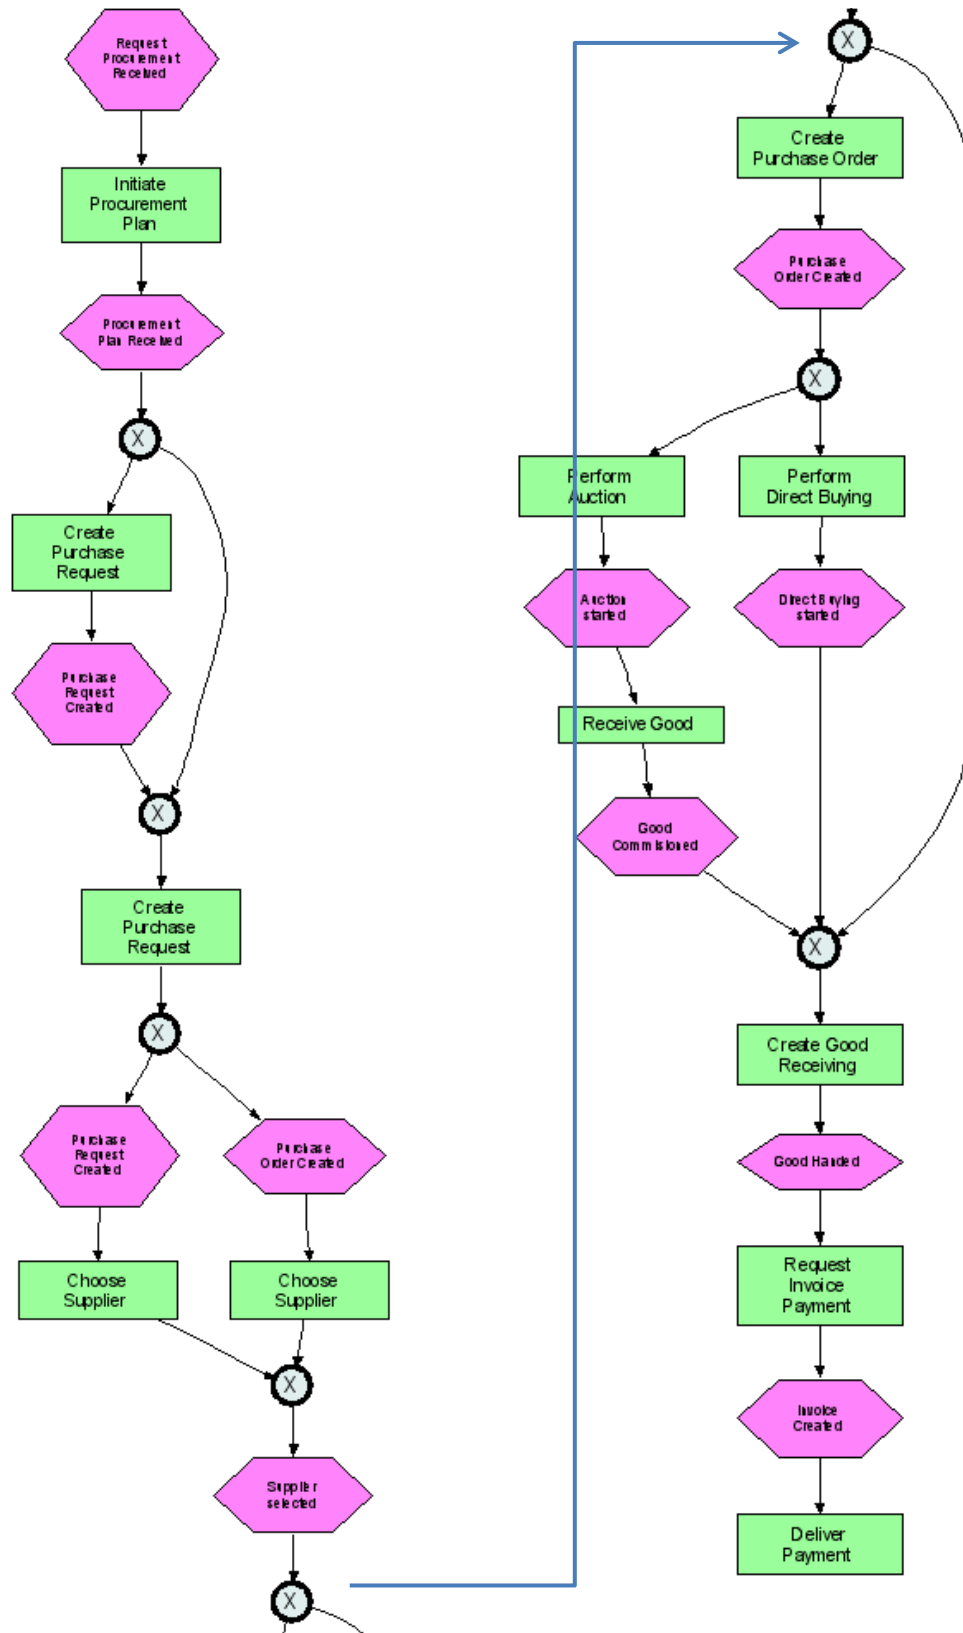 Request
Procurement
Received
Initiate
Procurement
Plan
Procurement
Plan Received
X
Create
Purchase
Request
Purchase
Request
Created
X
Create
Purchase
Request
X
Purchase
Request
Created
Purchase
Order Created
Choose
Supplier
Choose
Supplier
X
Supplier
selected
X
X
Create
Purchase Order
Purchase
Order Created
X
Perform
Auction
Perform
Direct Buying
Auction
started
Direct Buying
started
Receive Good
Good
Commisioned
X
Create Good
Receiving
Good Handed
Request
Invoice
Payment
Invoice
Created
Deliver
Payment